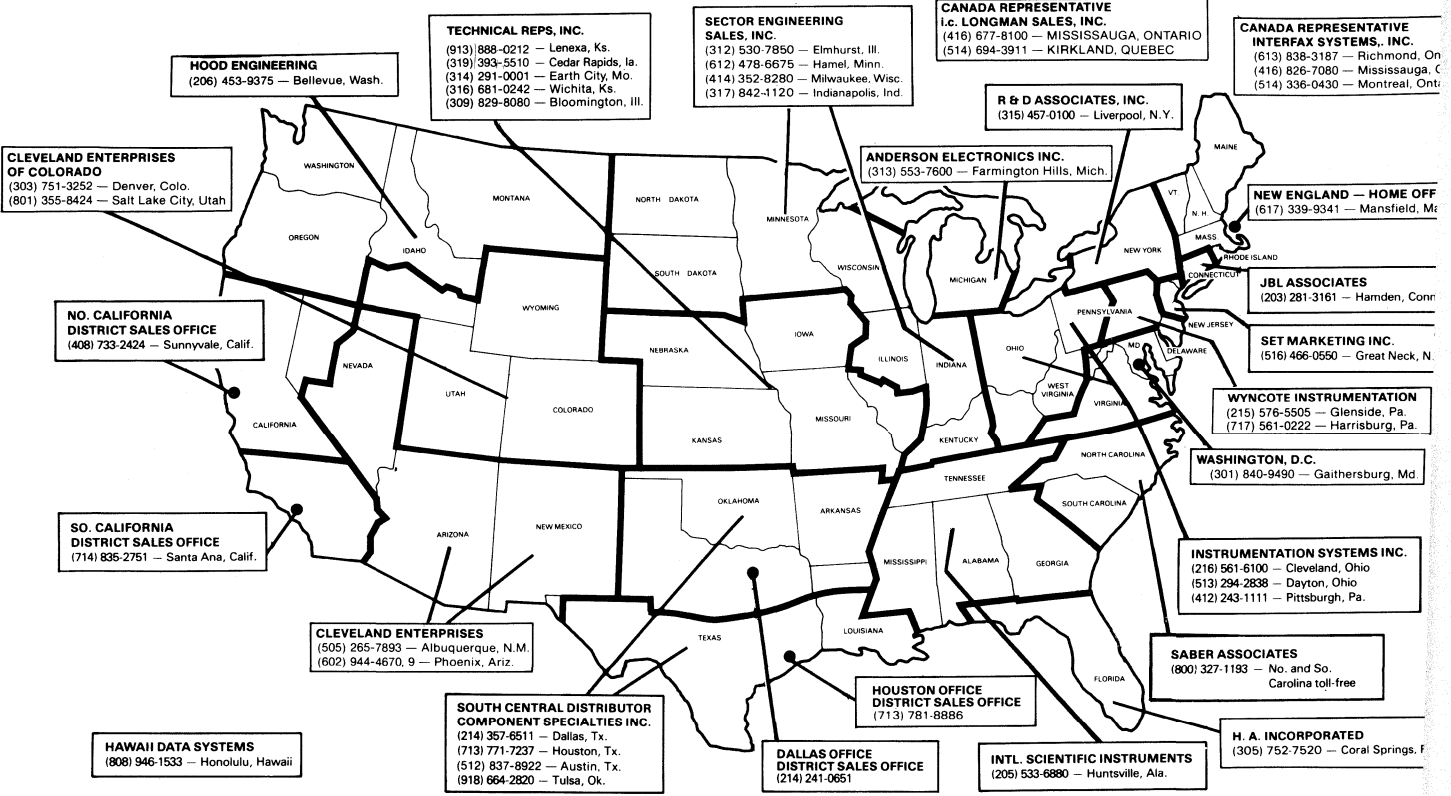 CANADA REPRESENTATIVE
i.c. LONGMAN SALES, INC.
(416) 677-8100 — MISSISSAUGA, ONTARIO
(514) 694-3911 — KIRKLAND, QUEBEC
CANADA REPRESENTATIVE
INTERFAX SYSTEMS,. INC.
(613) 838-3187 — Richmond, On
(416) 826-7080 — Mississauga,
(514) 336-0430 — Montreal, Onta
TECHNICAL REPS, INC.
(913) 888-0212 — Lenexa, Ks.
(319) 393-5510 — Cedar Rapids, Ia.
(314) 291-0001 — Earth City, Mo.
(316) 681-0242 — Wichita, Ks.
(309) 829-8080 — Bloomington, Ill.
SECTOR ENGINEERING
SALES, INC.
(312) 530-7850 — Elmhurst, Ill.
(612) 478-6675 — Hamel, Minn.
(414) 352-8280 — Milwaukee, Wisc.
(317) 842-1120 — Indianapolis, Ind.
HOOD ENGINEERING
(206) 453-9375 — Bellevue, Wash.
R & D ASSOCIATES, INC.
(315) 457-0100 — Liverpool, N.Y.
ANDERSON ELECTRONICS INC.
(313) 553-7600 — Farmington Hills, Mich.
CLEVELAND ENTERPRISES
OF COLORADO
(303) 751-3252 — Denver, Colo.
(801) 355-8424 — Salt Lake City, Utah
NEW ENGLAND — HOME OFF
(617) 339-9341 — Mansfield, Ma
JBL ASSOCIATES
(203) 281-3161 — Hamden, Conn
NO. CALIFORNIA
DISTRICT SALES OFFICE
(408) 733-2424 — Sunnyvale, Calif.
SET MARKETING INC.
(516) 466-0550 — Great Neck, N.
WYNCOTE INSTRUMENTATION
(215) 576-5505 — Glenside, Pa.
(717) 561-0222 — Harrisburg, Pa.
WASHINGTON, D.C.
(301) 840-9490 — Gaithersburg, Md.
SO. CALIFORNIA
DISTRICT SALES OFFICE
(714) 835-2751 — Santa Ana, Calif.
INSTRUMENTATION SYSTEMS INC.
(216) 561-6100 — Cleveland, Ohio
(513) 294-2838 — Dayton, Ohio
(412) 243-1111 — Pittsburgh, Pa.
CLEVELAND ENTERPRISES
(505) 265-7893 — Albuquerque, N.M.
(602) 944-4670, 9 — Phoenix, Ariz.
SABER ASSOCIATES
(800) 327-1193 — No. and So.
Carolina toll-free
HOUSTON OFFICE
DISTRICT SALES OFFICE
(713) 781-8886
SOUTH CENTRAL DISTRIBUTOR
COMPONENT SPECIALTIES INC.
(214) 357-6511 — Dallas, Tx.
(713) 771-7237 — Houston, Tx.
(512) 837-8922 — Austin, Tx.
(918) 664-2820 — Tulsa, Ok.
H. A. INCORPORATED
(305) 752-7520 — Coral Springs, F
HAWAII DATA SYSTEMS
(808) 946-1533 — Honolulu, Hawaii
DALLAS OFFICE
DISTRICT SALES OFFICE
(214) 241-0651
INTL. SCIENTIFIC INSTRUMENTS
(205) 533-6880 — Huntsville, Ala.
WASHINGTON
MONTANA
NORTH DAKOTA
MINNESOTA
MAINE
VT.
N. H.
MASS.
OREGON
IDAHO
SOUTH DAKOTA
WISCONSIN
MICHIGAN
NEW YORK
RHODE ISLAND
CONNECTICUT
WYOMING
IOWA
PENNSYLVANIA
NEW JERSEY
NEBRASKA
ILLINOIS
INDIANA
OHIO
MD
DELAWARE
NEVADA
UTAH
COLORADO
WEST
VIRGINIA
VIRGINIA
CALIFORNIA
KANSAS
MISSOURI
KENTUCKY
NORTH CAROLINA
TENNESSEE
OKLAHOMA
ARKANSAS
SOUTH CAROLINA
ARIZONA
NEW MEXICO
MISSISSIPPI
ALABAMA
GEORGIA
TEXAS
LOUISIANA
FLORIDA